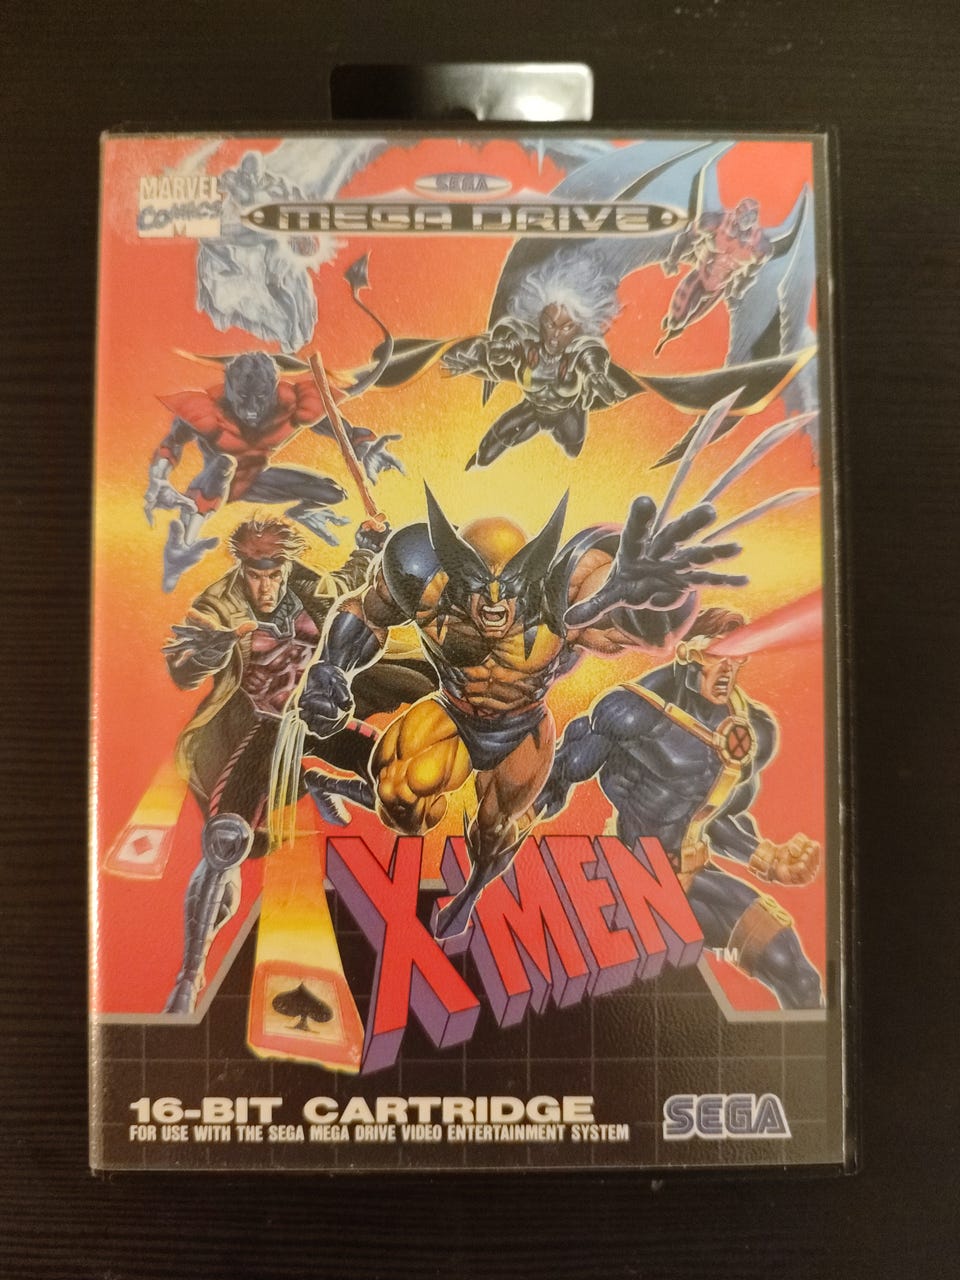 MARVEL
COMICS
M
SEGA
MEGA DRIVE
X-MEN
TM
16-BIT CARTRIDGE
FOR USE WITH THE SEGA MEGA DRIVE VIDEO ENTERTAINMENT SYSTEM
SEGA